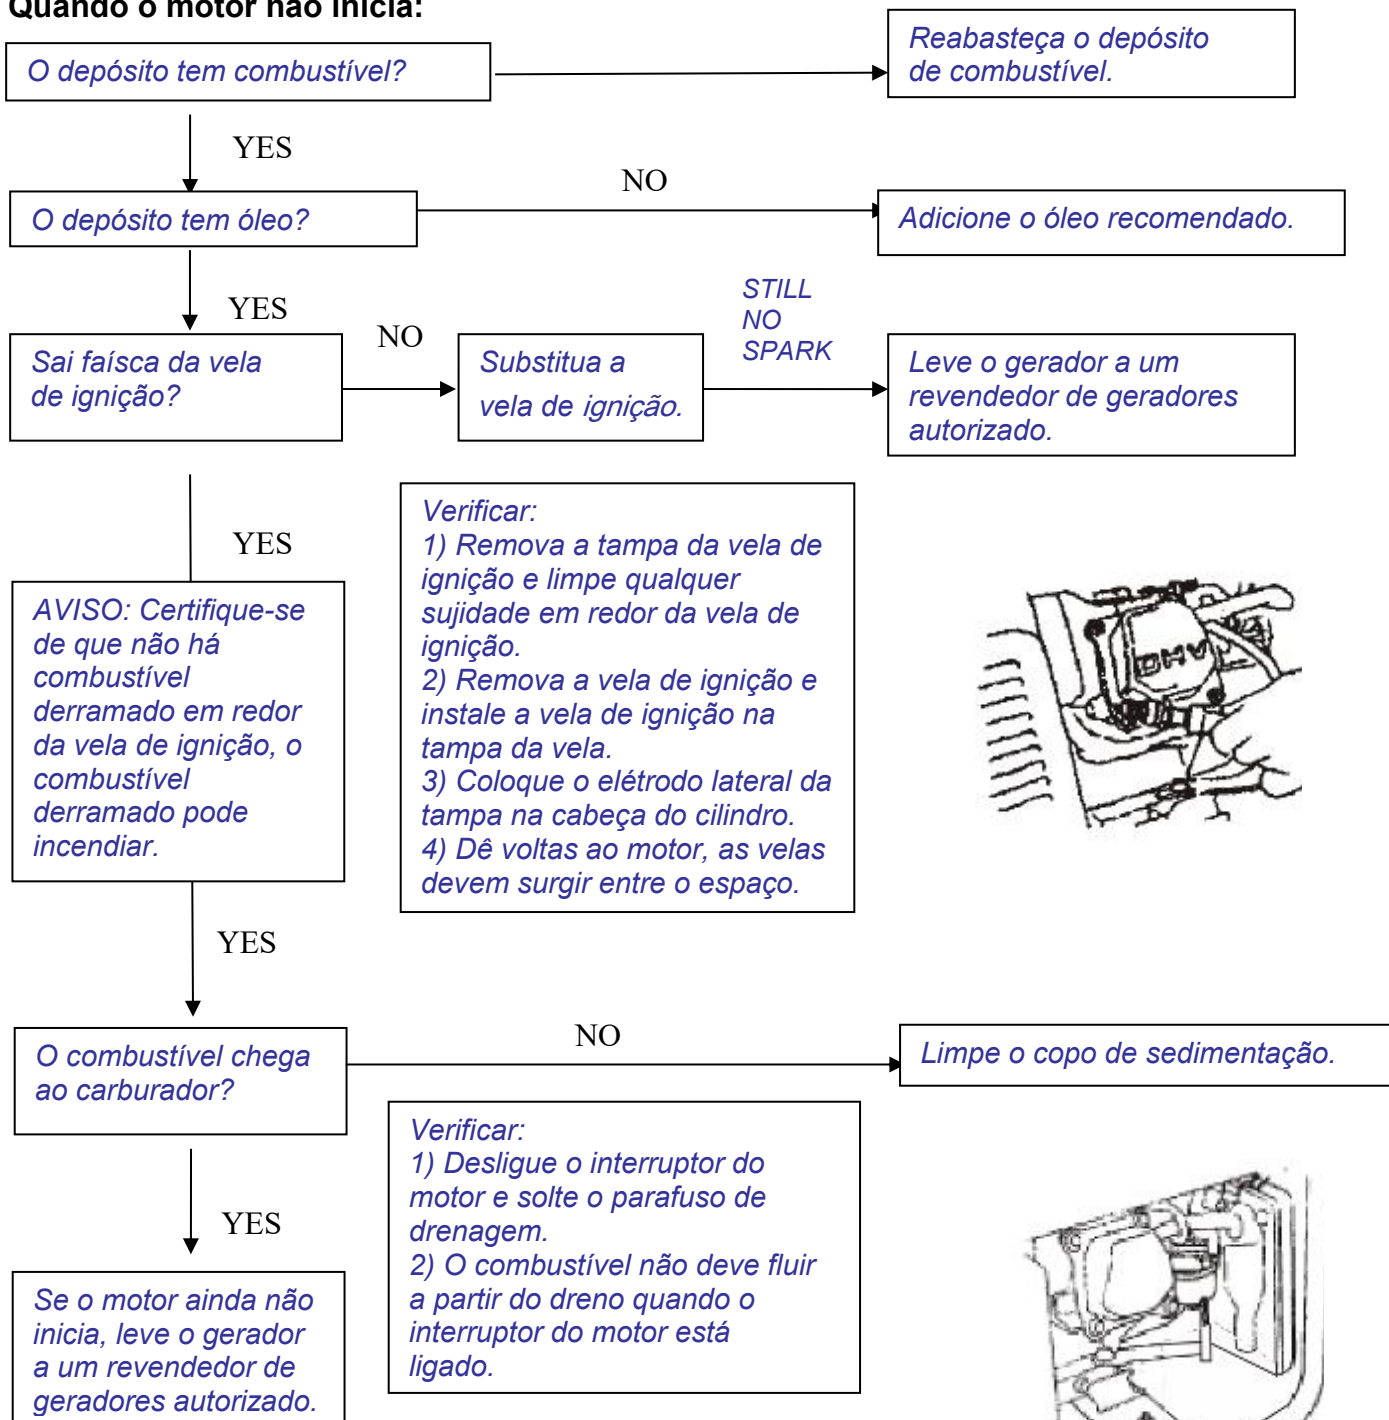 Quando o motor não inicia:
O depósito tem combustível?
Reabasteça o depósito
de combustível.
YES
O depósito tem óleo?
NO
Adicione o óleo recomendado.
YES
Sai faísca da vela
de ignição?
NO
Substitua a
vela de ignição.
STILL
NO
SPARK
Leve o gerador a um
revendedor de geradores
autorizado.
YES
AVISO: Certifique-se
de que não há
combustível
derramado em redor
da vela de ignição, o
combustível
derramado pode
incendiar.
Verificar:
1) Remova a tampa da vela de
ignição e limpe qualquer
sujidade em redor da vela de
ignição.
2) Remova a vela de ignição e
instale a vela de ignição na
tampa da vela.
3) Coloque o elétrodo lateral da
tampa na cabeça do cilindro.
4) Dê voltas ao motor, as velas
devem surgir entre o espaço.
OHV
YES
O combustível chega
ao carburador?
NO
Limpe o copo de sedimentação.
Verificar:
1) Desligue o interruptor do
motor e solte o parafuso de
drenagem.
2) O combustível não deve fluir
a partir do dreno quando o
interruptor do motor está
ligado.
YES
Se o motor ainda não
inicia, leve o gerador
a um revendedor de
geradores autorizado.